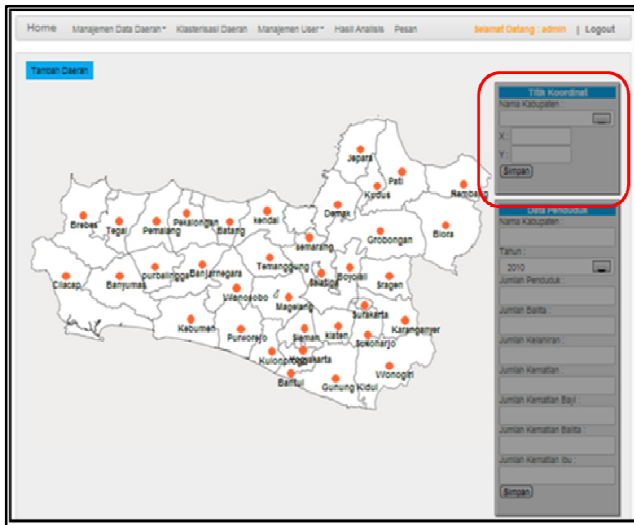 Home Manajemen Data Daerah Klasterisasi Daerah Manajemen User Hasil Analisis Pesan Selamat Datang : admin | Logout
Tambah Daerah
Titik Koordinat
Nama Kabupaten :
X :
Y :
Simpan
Data Penduduk
Nama Kabupaten :
Tahun :
2010
Jumlah Penduduk :
Jumlah Balita :
Jumlah Kelahiran :
Jumlah Kematian :
Jumlah Kematian Bayi :
Jumlah Kematian Balita :
Jumlah Kematian Ibu :
Simpan
Jepara
Pati
Kudus
Rembang
Demak
Brebes
Tegal
Pemalang
Pekalongan
Batang
kendal
semarang
Grobongan
Blora
Cilacap
Banyumas
purbalingga
Banjarnegara
Temanggung
Salatiga
Boyolali
Sragen
Wonosobo
Magelang
Surakarta
Karanganyer
Kebumen
Purworejo
Sleman
klaten
Sukoharjo
Kulonprogo
Yogyakarta
Wonogiri
Bantul
Gunung Kidul